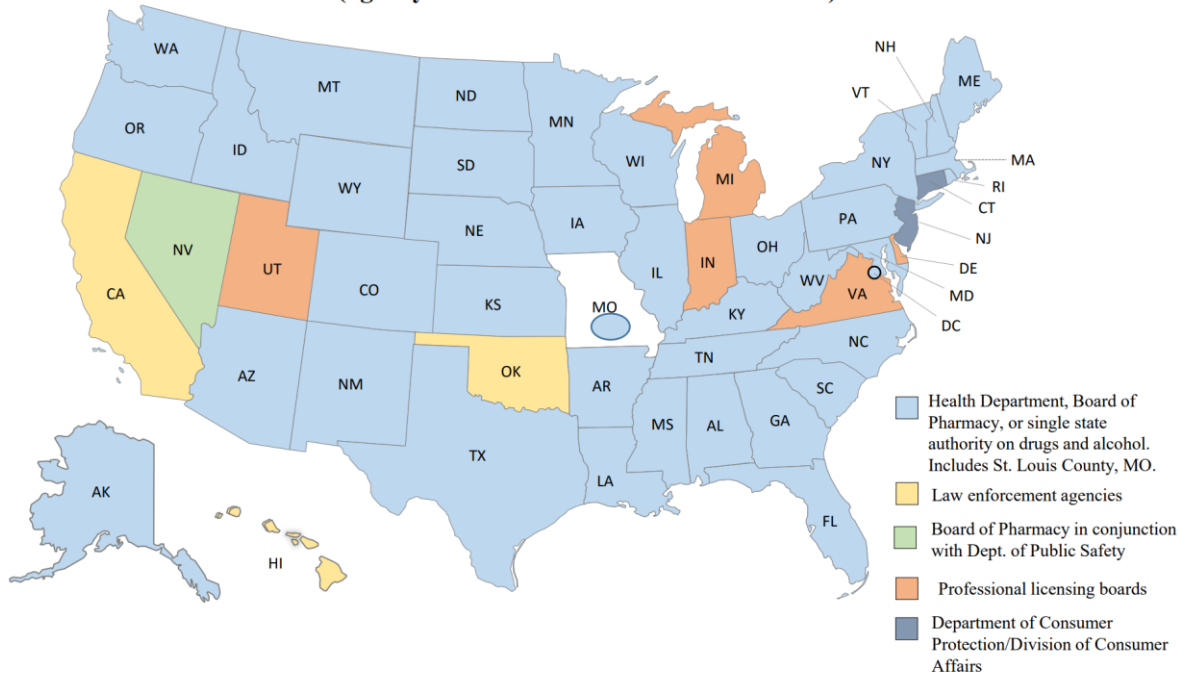 WA
MT
ND
MN
OR
ID
SD
WI
WY
MI
NH
VT
ME
NY
MA
RI
CT
NJ
DE
MD
DC
NE
IA
PA
NV
UT
CO
KS
IL
IN
OH
WV
VA
CA
MO
KY
NC
AZ
NM
OK
AR
TN
SC
TX
MS
AL
GA
LA
FL
AK
HI
Health Department, Board of
Pharmacy, or single state
authority on drugs and alcohol.
Includes St. Louis County, MO.
Law enforcement agencies
Board of Pharmacy in conjunction
with Dept. of Public Safety
Professional licensing boards
Department of Consumer
Protection/Division of Consumer
Affairs